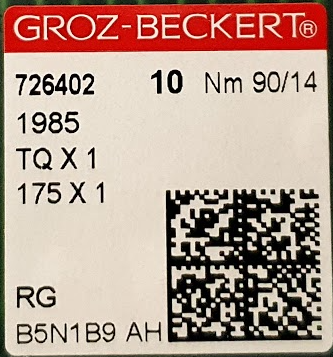 GROZ-BECKERT®
726402 10 Nm 90/14
1985
TQ X 1
175 X 1
RG
B5N1B9 AH